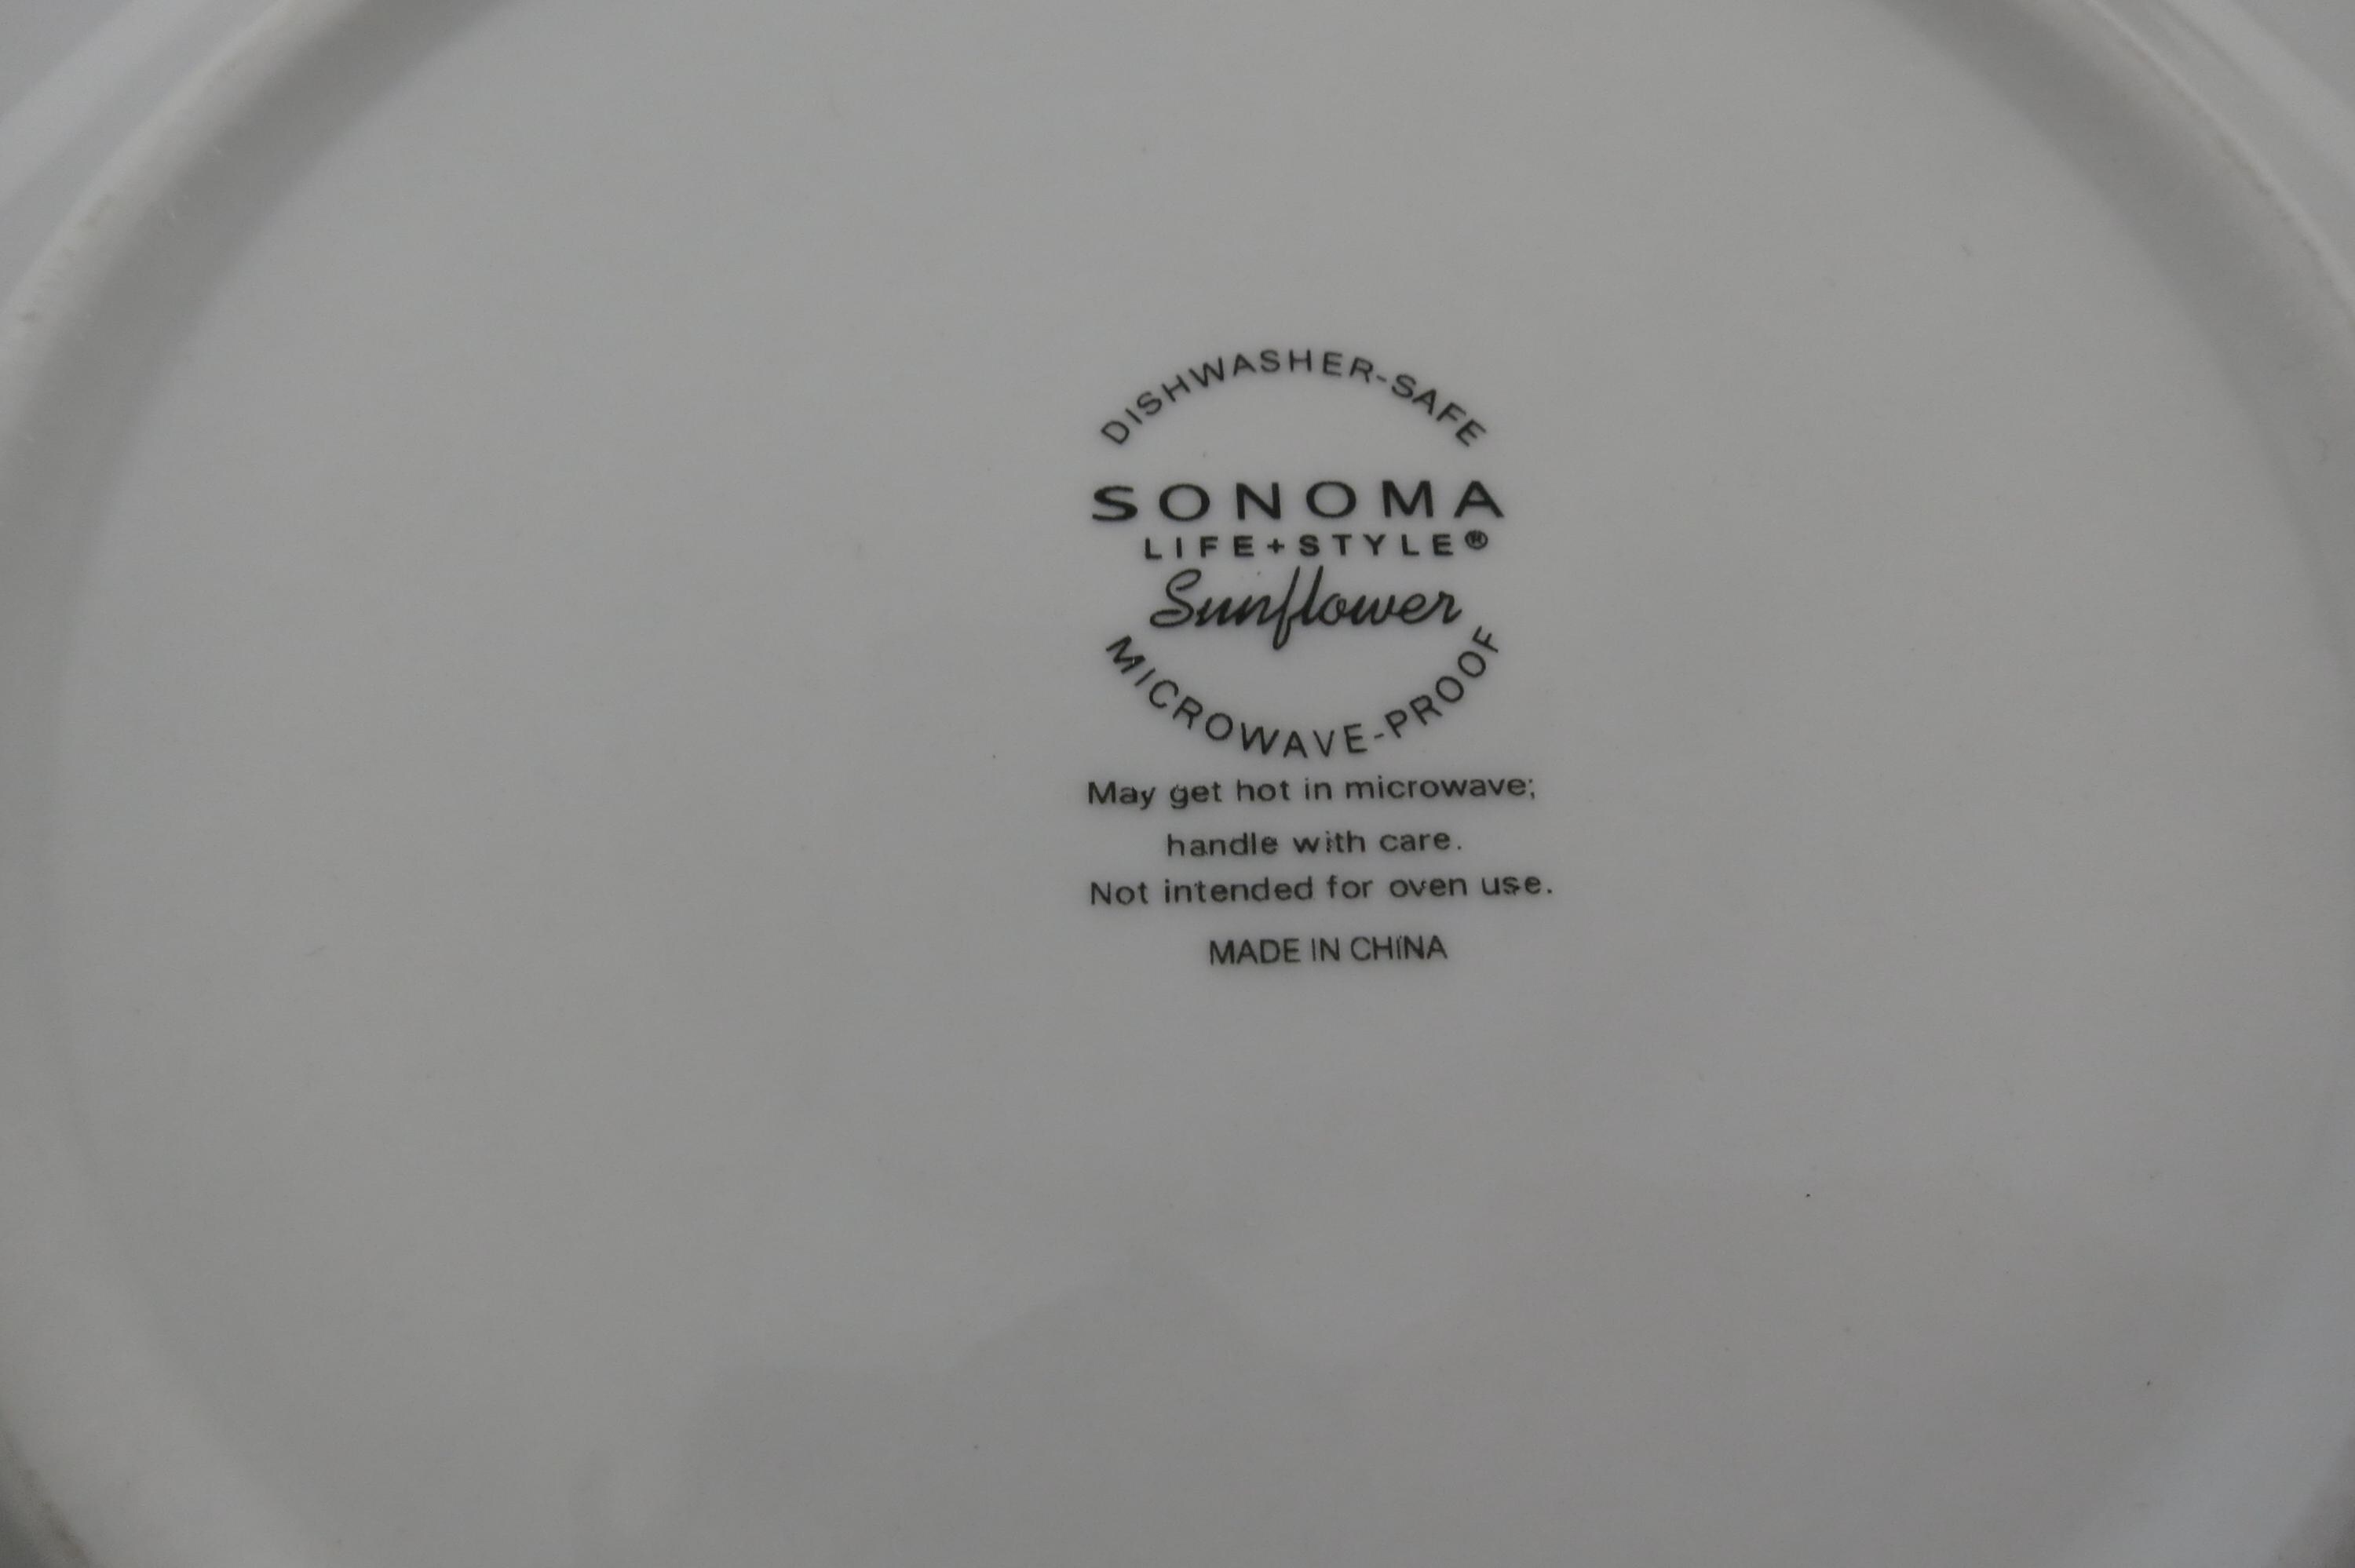 DISHWASHER-SAFE
SONOMA
LIFE+STYLE®
Sunflower
MICROWAVE-PROOF
May get hot in microwave;
handle with care.
Not intended for oven use.
MADE IN CHINA